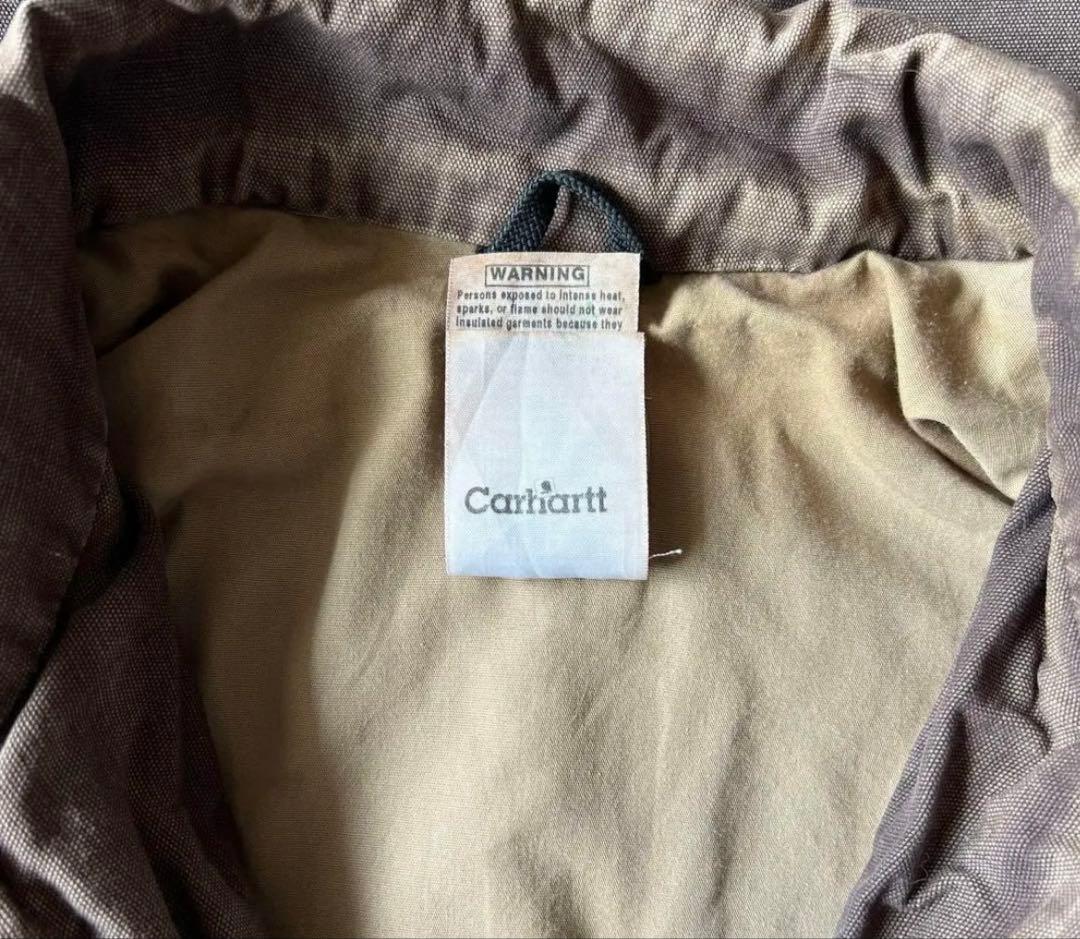 WARNING
Persons exposed to intense heat,
sparks, or flame should not wear
insulated garments because they
Carhartt